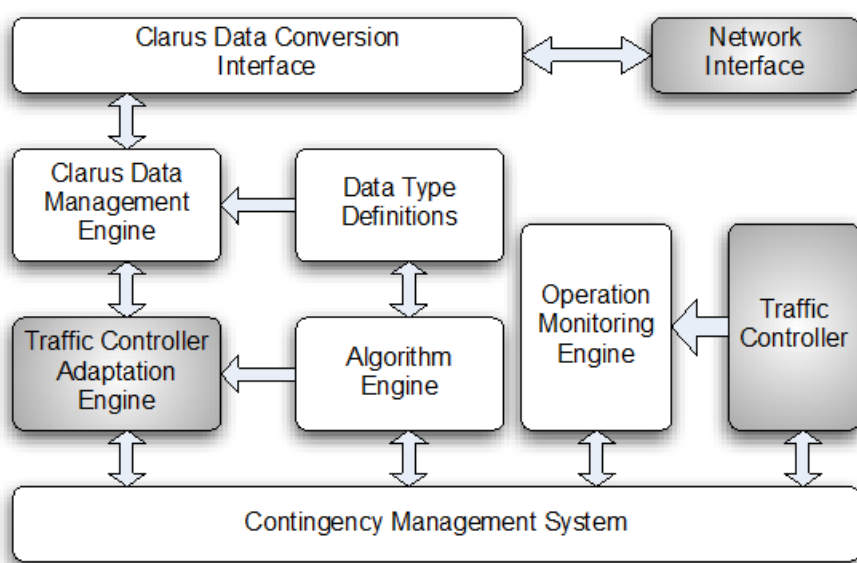 Clarus Data Conversion
Interface
Network
Interface
Clarus Data
Management
Engine
Data Type
Definitions
Operation
Monitoring
Engine
Traffic
Controller
Traffic Controller
Adaptation
Engine
Algorithm
Engine
Contingency Management System